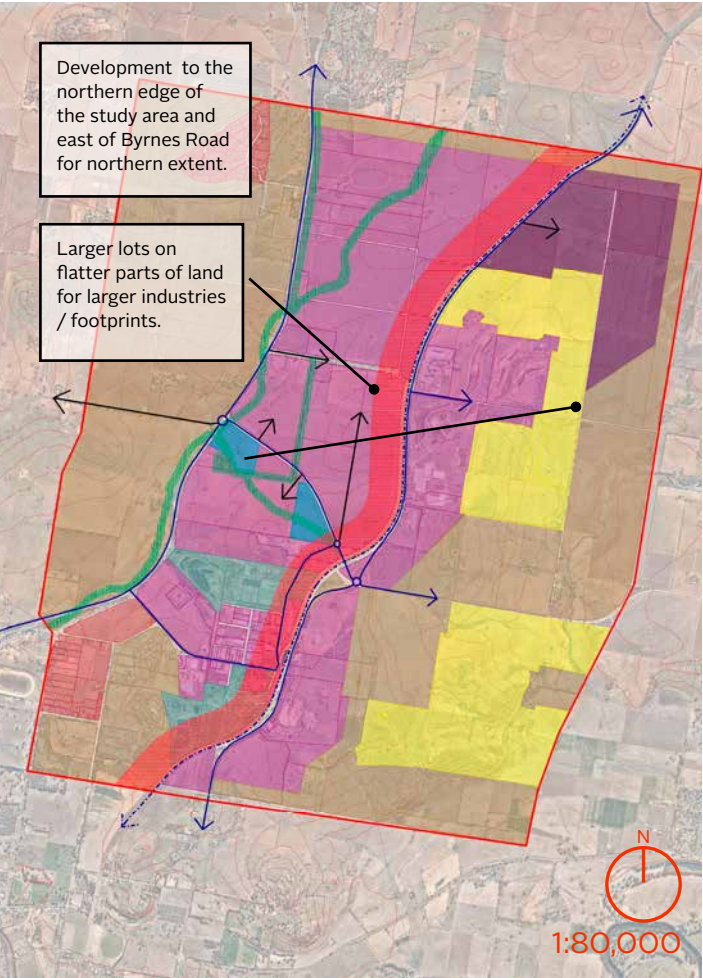 Development to the
northern edge of
the study area and
east of Byrnes Road
for northern extent.
Larger lots on
flatter parts of land
for larger industries
/ footprints.
N
1:80,000